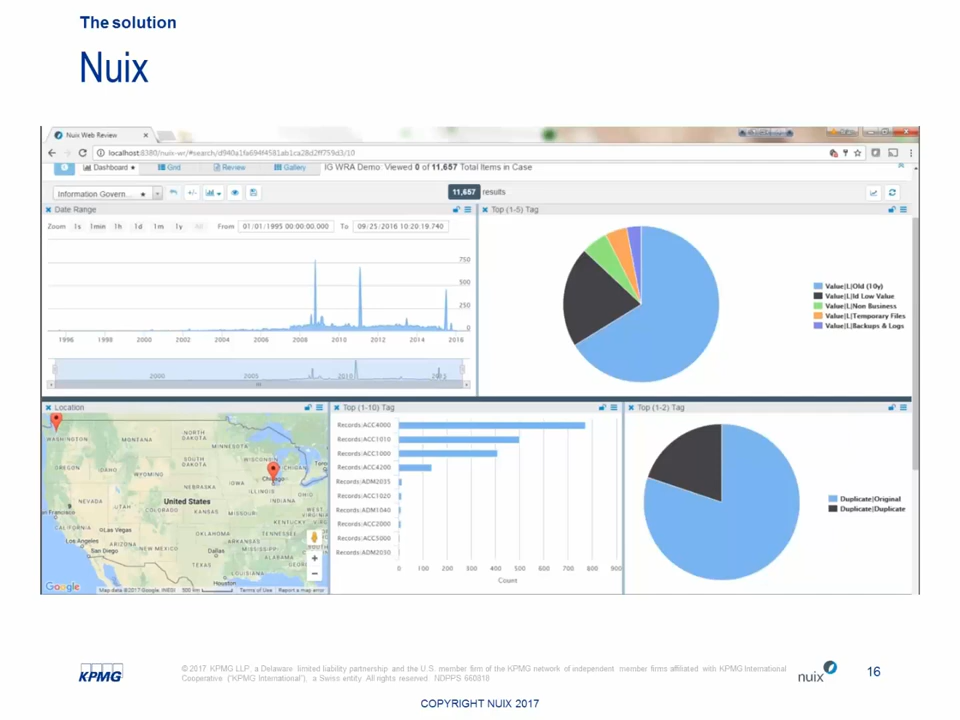 The solution
Nuix
Nuix Web Review
localhost:8380/nuix-wr/#search/d940a1fa694f4581ab1ca28d2ff759d3/10
Dashboard Grid Review Gallery IG WRA Demo: Viewed 0 of 11,657 Total Items in Case
Information Govern... 11,657 results
Date Range
Zoom 1s 1min 1h 1d 1m 1y All From 01/01/1995 00:00:00.000 To 09/25/2016 10:20:19.740
750
500
250
0
1996 1998 2000 2002 2004 2006 2008 2010 2012 2014 2016
2000 2005 2010 2015
Top (1-5) Tag
Value|L|Old (10y)
Value|L|Id Low Value
Value|L|Non Business
Value|L|Temporary Files
Value|L|Backups & Logs
Location
WASHINGTON MONTANA NORTH DAKOTA MINNESOTA
OREGON IDAHO WYOMING SOUTH DAKOTA WISCONSIN MICHIGAN
NEBRASKA IOWA Chicago
NEVADA UTAH COLORADO United States KANSAS MISSOURI ILLINOIS INDIANA OHIO
San Francisco
CALIFORNIA Las Vegas
Los Angeles
San Diego
ARIZONA NEW MEXICO OKLAHOMA ARKANSAS TENNESSEE
KENTUCKY WEST VIRGINIA
Dallas MISSISSIPPI ALABAMA
TEXAS LOUISIANA
Houston
Google Map data ©2017 Google, INEGI 500 km Terms of Use Report a map error
Top (1-10) Tag
Records:ACC4000
Records:ACC1010
Records:ACC1000
Records:ACC4200
Records:ADM2035
Records:ACC1020
Records:ADM1040
Records:ACC2000
Records:ACC5000
Records:ADM2030
0 100 200 300 400 500 600 700 800 900
Count
Top (1-2) Tag
Duplicate|Original
Duplicate|Duplicate
KPMG
© 2017 KPMG LLP, a Delaware limited liability partnership and the U.S. member firm of the KPMG network of independent member firms affiliated with KPMG International
Cooperative ("KPMG International"), a Swiss entity. All rights reserved. NDPPS 660818
nuix
16
COPYRIGHT NUIX 2017